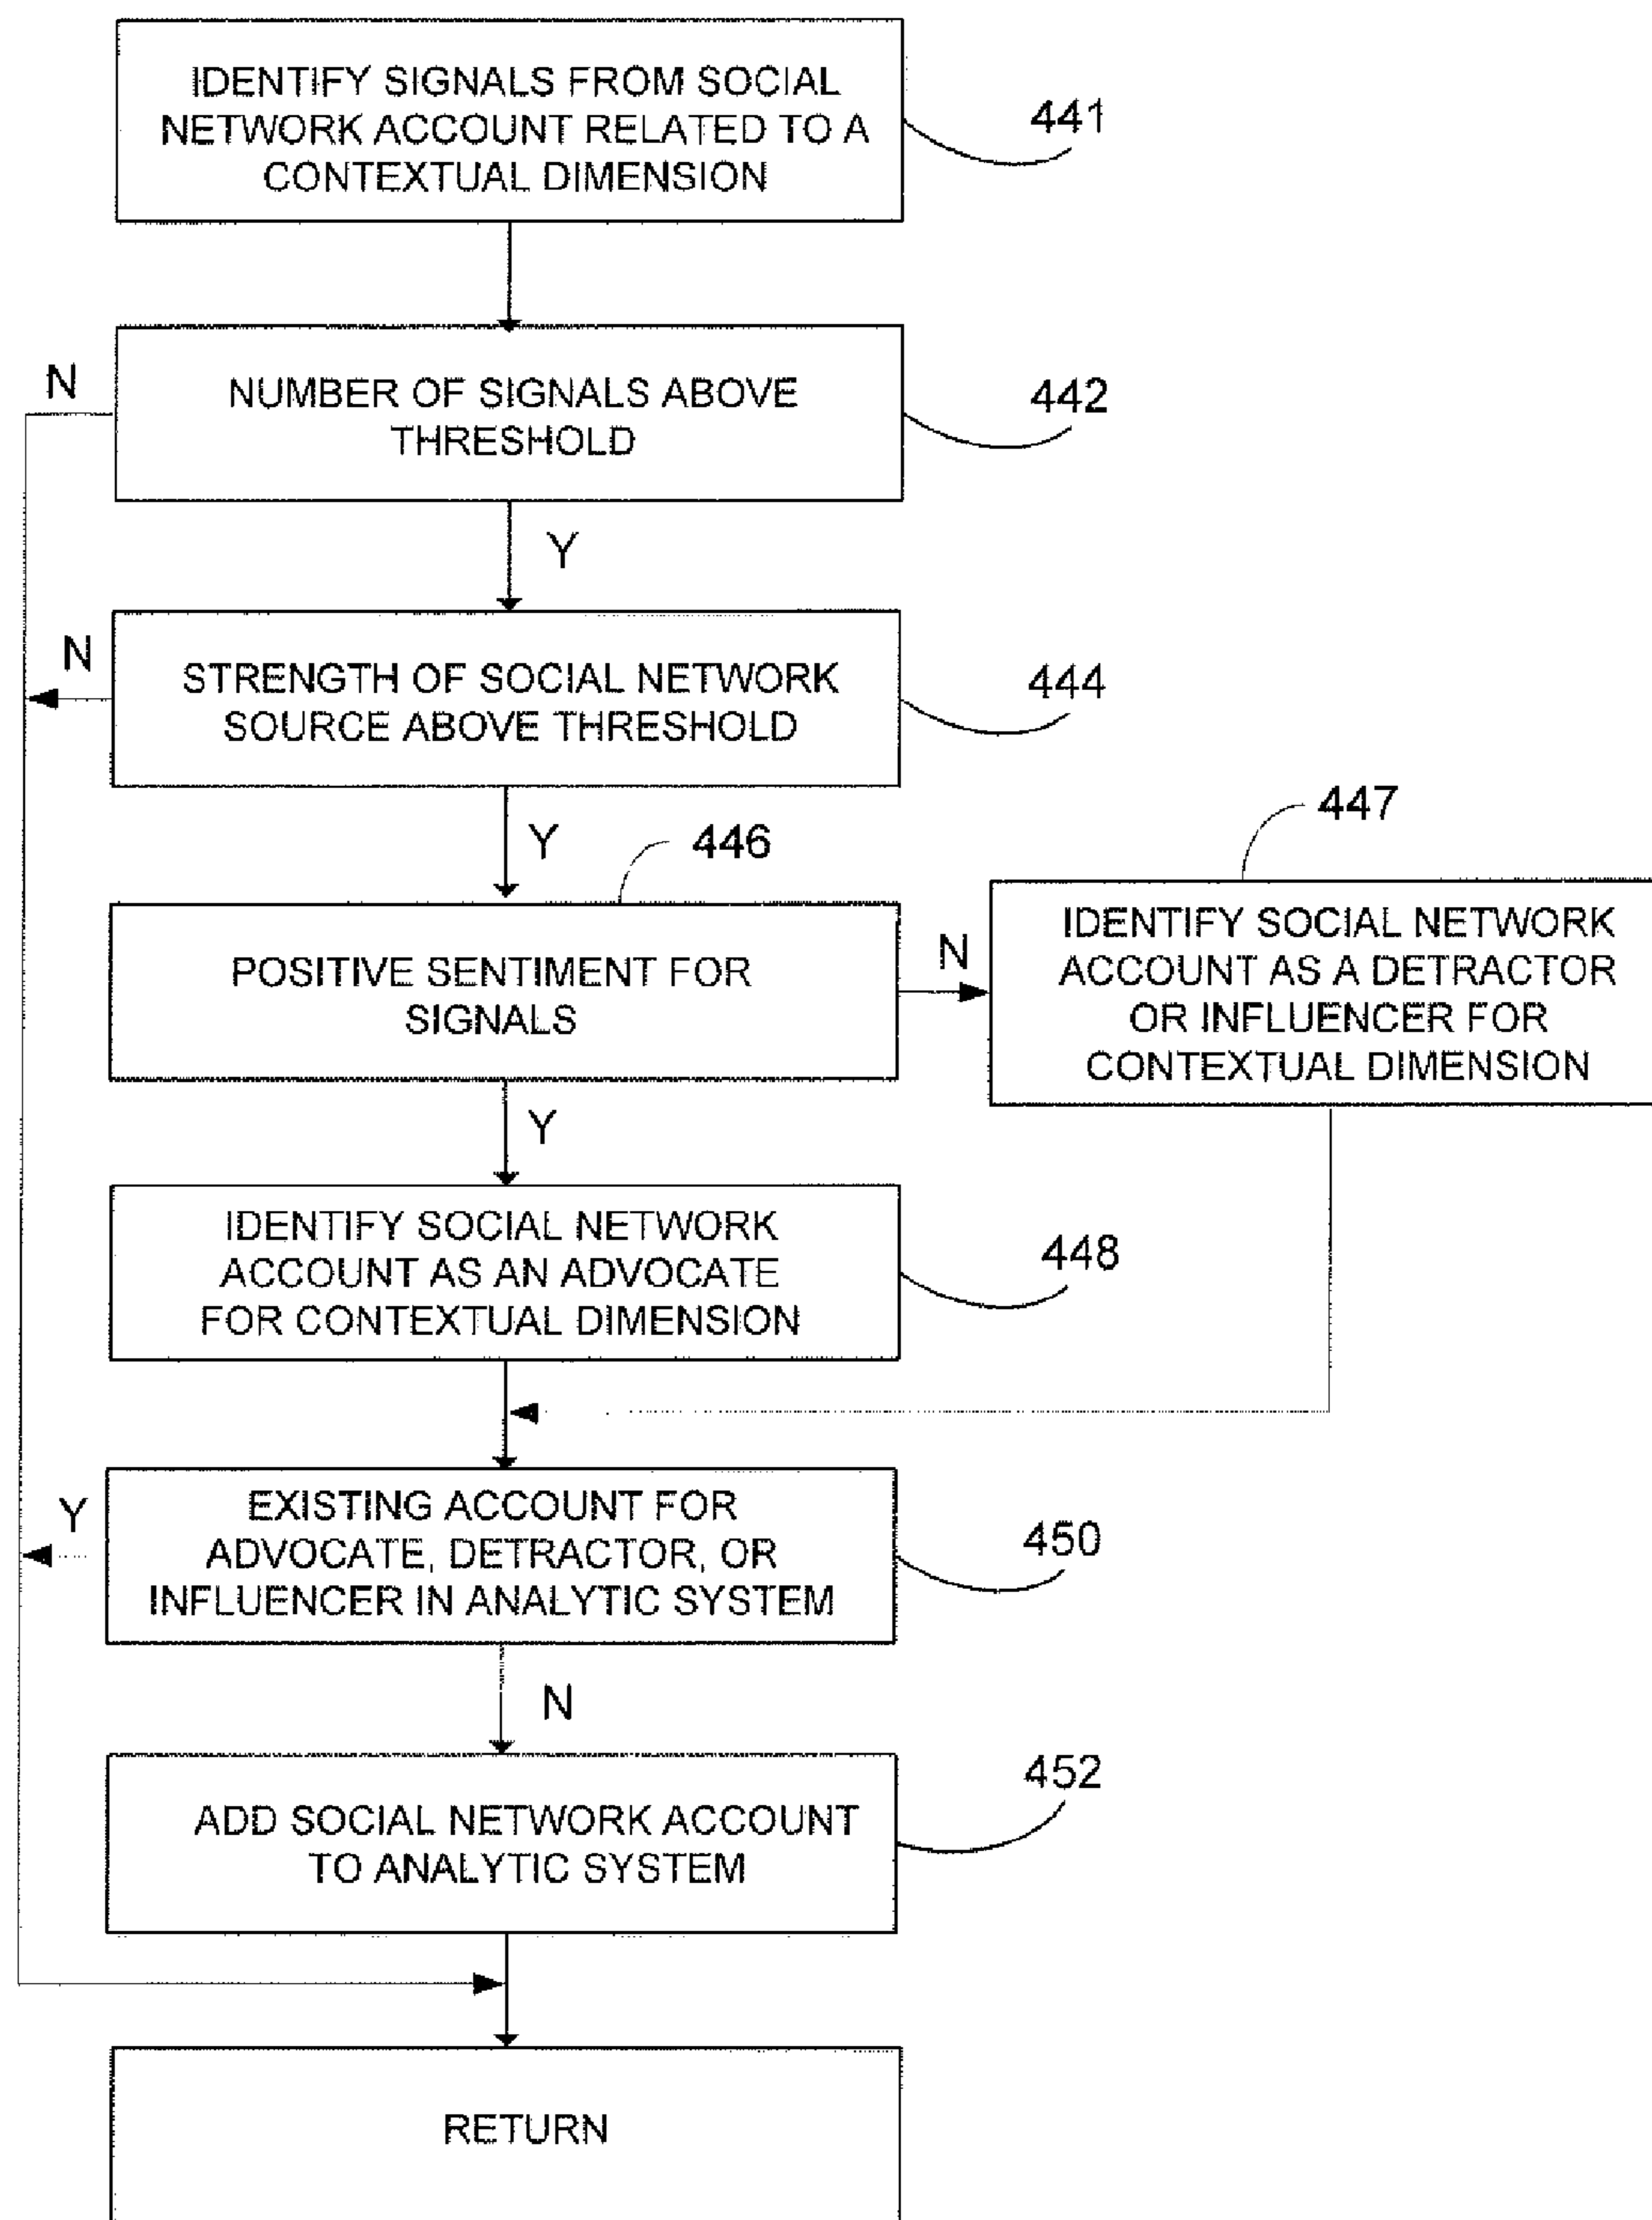 IDENTIFY SIGNALS FROM SOCIAL
NETWORK ACCOUNT RELATED TO A
CONTEXTUAL DIMENSION
441
N
NUMBER OF SIGNALS ABOVE
THRESHOLD
442
Y
N
STRENGTH OF SOCIAL NETWORK
SOURCE ABOVE THRESHOLD
444
Y
446
447
POSITIVE SENTIMENT FOR
SIGNALS
N
IDENTIFY SOCIAL NETWORK
ACCOUNT AS A DETRACTOR
OR INFLUENCER FOR
CONTEXTUAL DIMENSION
Y
IDENTIFY SOCIAL NETWORK
ACCOUNT AS AN ADVOCATE
FOR CONTEXTUAL DIMENSION
448
Y
EXISTING ACCOUNT FOR
ADVOCATE, DETRACTOR, OR
INFLUENCER IN ANALYTIC SYSTEM
450
N
ADD SOCIAL NETWORK ACCOUNT
TO ANALYTIC SYSTEM
452
RETURN